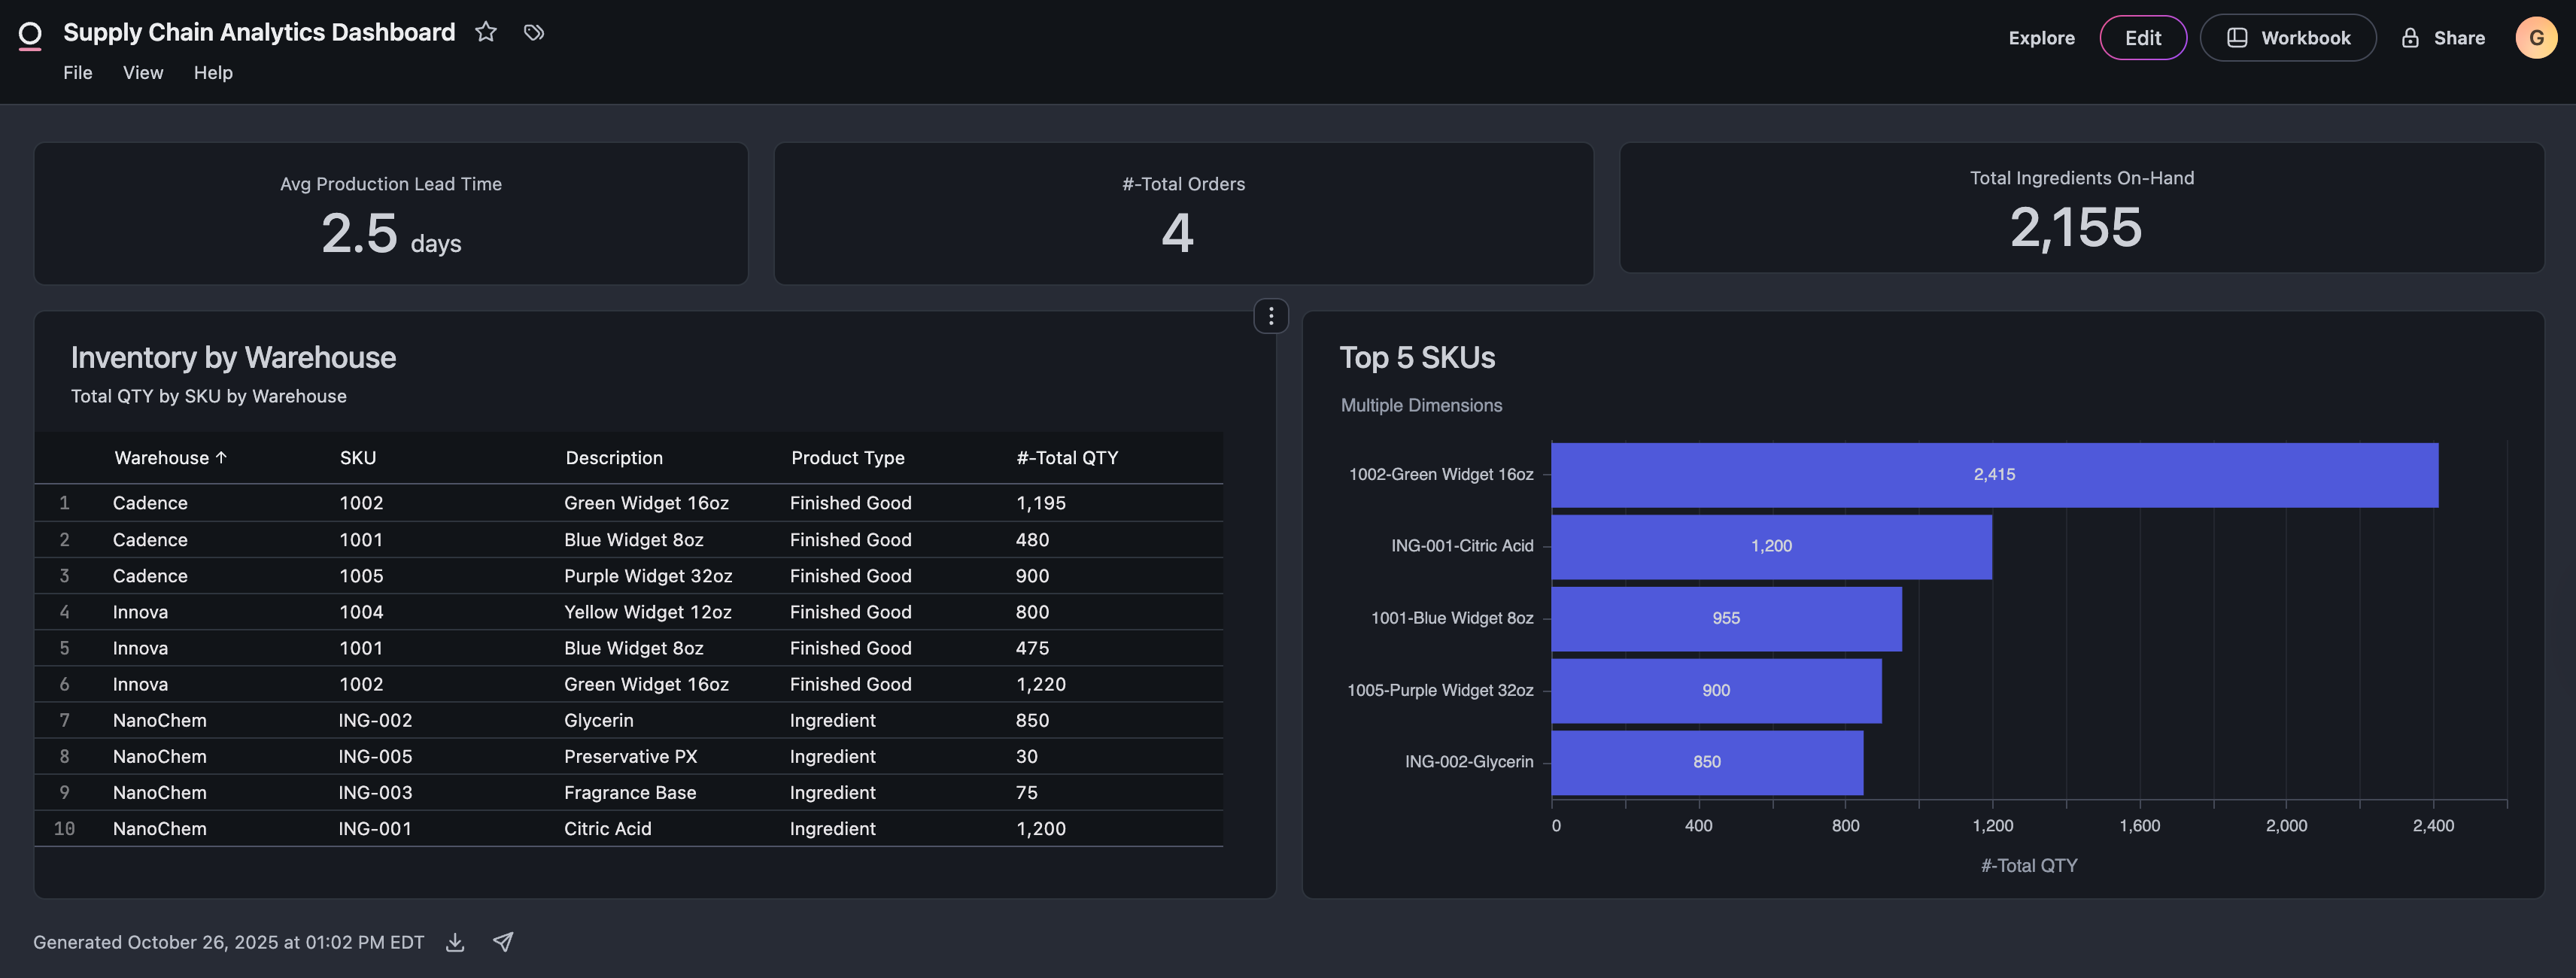 Supply Chain Analytics Dashboard
File View Help
Explore Edit Workbook Share G
Avg Production Lead Time
2.5 days
#-Total Orders
4
Total Ingredients On-Hand
2,155
Inventory by Warehouse
Total QTY by SKU by Warehouse
Warehouse ↑ SKU Description Product Type #-Total QTY
1 Cadence 1002 Green Widget 16oz Finished Good 1,195
2 Cadence 1001 Blue Widget 8oz Finished Good 480
3 Cadence 1005 Purple Widget 32oz Finished Good 900
4 Innova 1004 Yellow Widget 12oz Finished Good 800
5 Innova 1001 Blue Widget 8oz Finished Good 475
6 Innova 1002 Green Widget 16oz Finished Good 1,220
7 NanoChem ING-002 Glycerin Ingredient 850
8 NanoChem ING-005 Preservative PX Ingredient 30
9 NanoChem ING-003 Fragrance Base Ingredient 75
10 NanoChem ING-001 Citric Acid Ingredient 1,200
Top 5 SKUs
Multiple Dimensions
1002-Green Widget 16oz 2,415
ING-001-Citric Acid 1,200
1001-Blue Widget 8oz 955
1005-Purple Widget 32oz 900
ING-002-Glycerin 850
0 400 800 1,200 1,600 2,000 2,400
#-Total QTY
Generated October 26, 2025 at 01:02 PM EDT